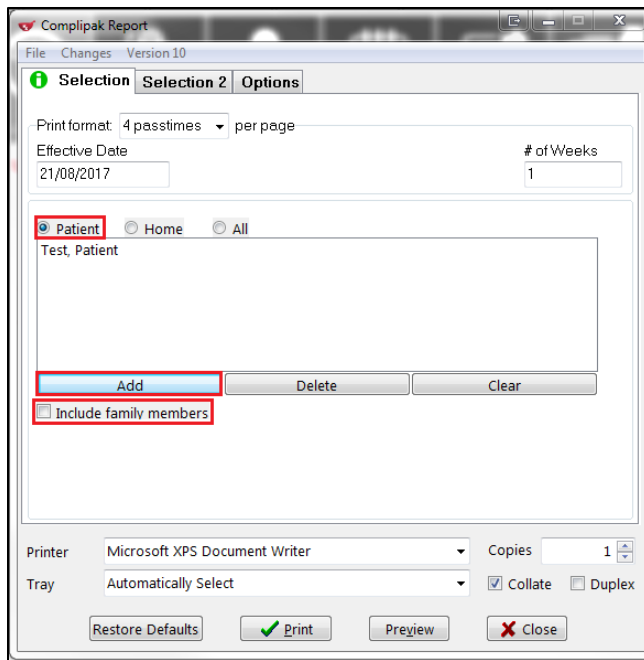 Complipak Report
File Changes Version 10
Selection Selection 2 Options
Print format: 4 passtimes per page
Effective Date # of Weeks
21/08/2017 1
Patient Home All
Test, Patient
Add Delete Clear
Include family members
Printer Microsoft XPS Document Writer Copies 1
Tray Automatically Select Collate Duplex
Restore Defaults Print Preview Close